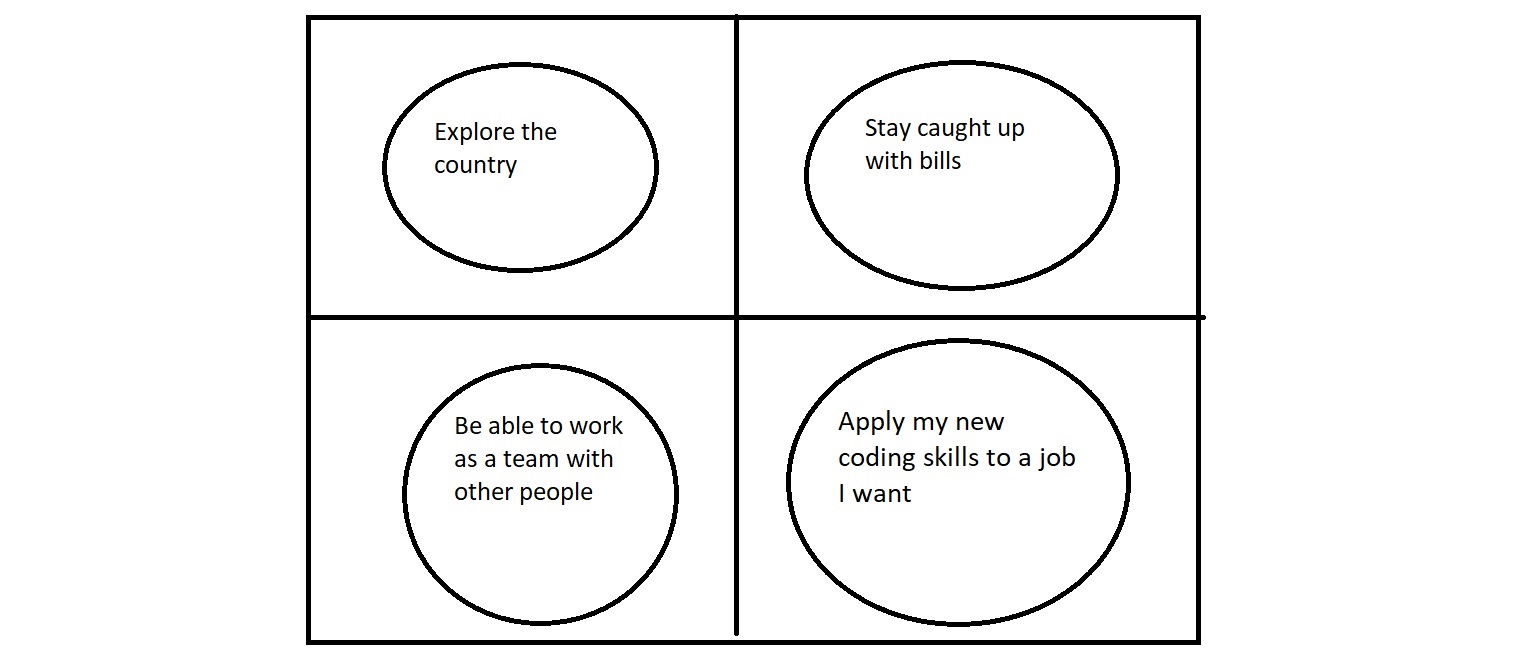 Explore the
country
Stay caught up
with bills
Be able to work
as a team with
other people
Apply my new
coding skills to a job
I want